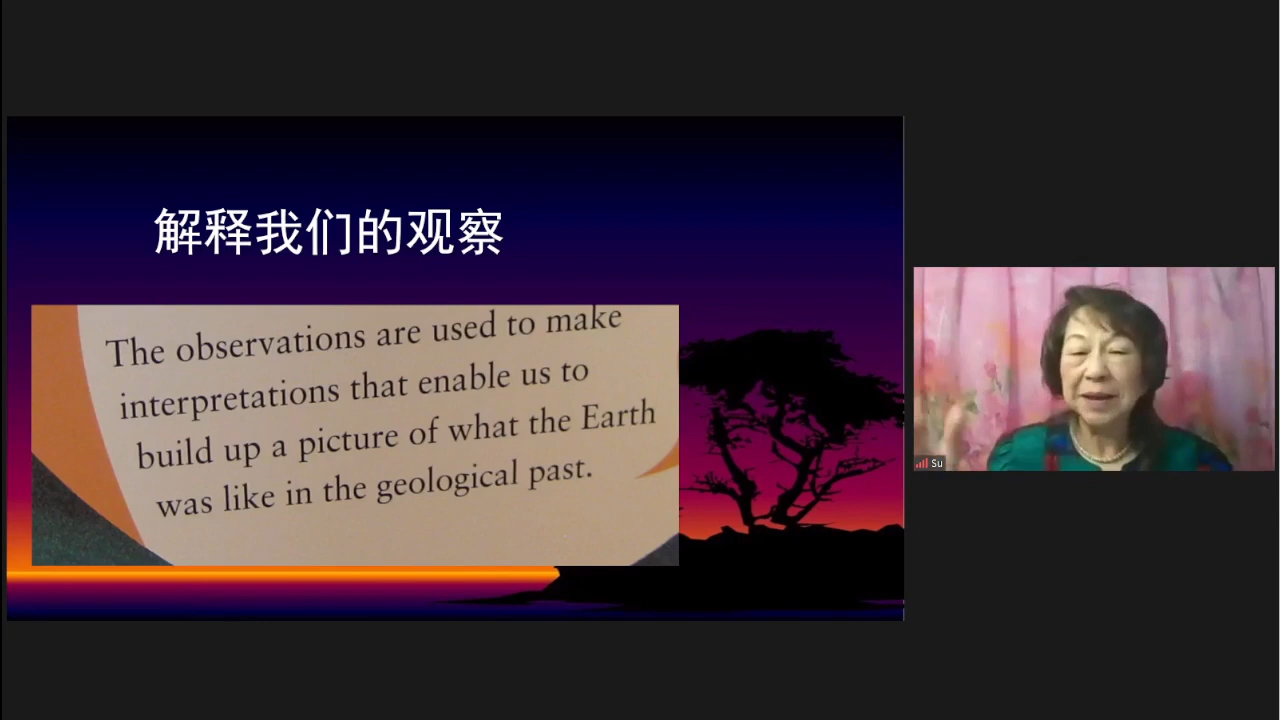 解释我们的观察
The observations are used to make
interpretations that enable us to
build up a picture of what the Earth
was like in the geological past.
Su